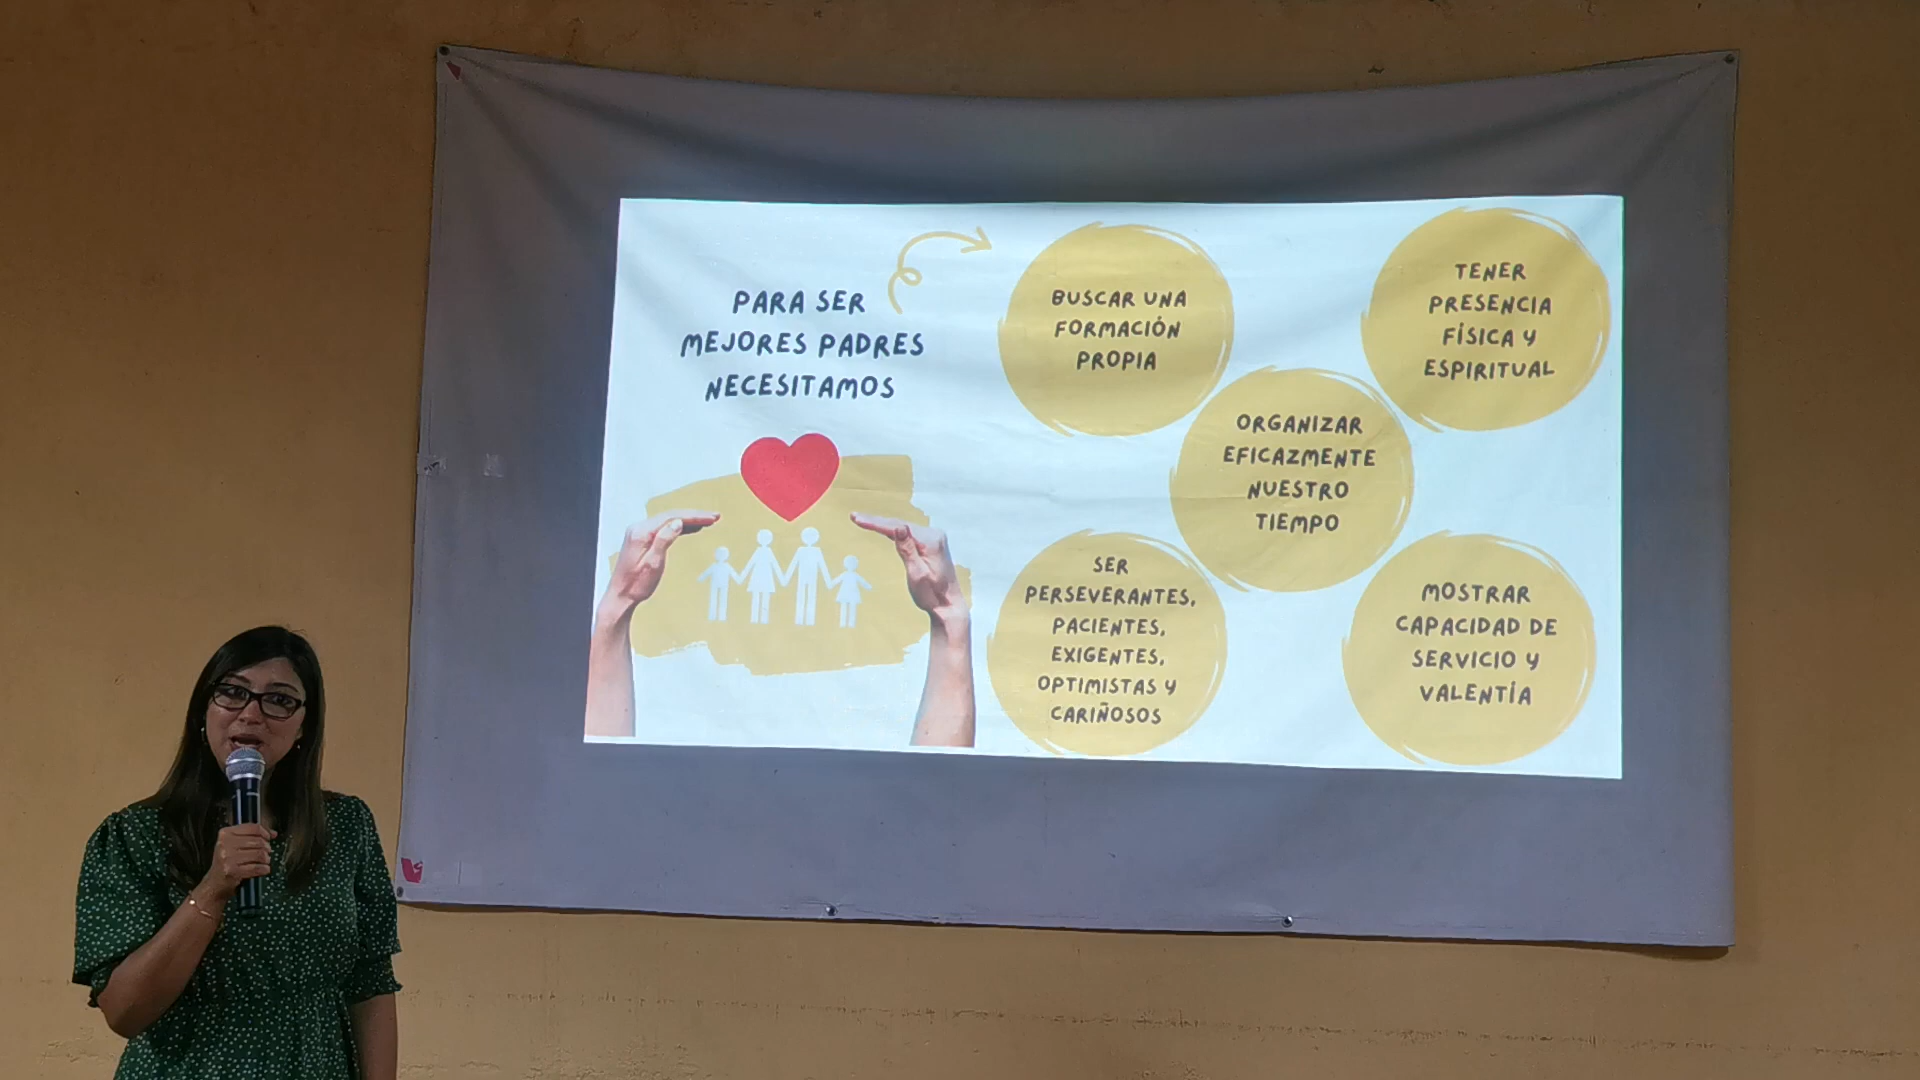 PARA SER
MEJORES PADRES
NECESITAMOS
BUSCAR UNA
FORMACIÓN
PROPIA
TENER
PRESENCIA
FÍSICA Y
ESPIRITUAL
ORGANIZAR
EFICAZMENTE
NUESTRO
TIEMPO
SER
PERSEVERANTES,
PACIENTES,
EXIGENTES,
OPTIMISTAS Y
CARIÑOSOS
MOSTRAR
CAPACIDAD DE
SERVICIO Y
VALENTÍA